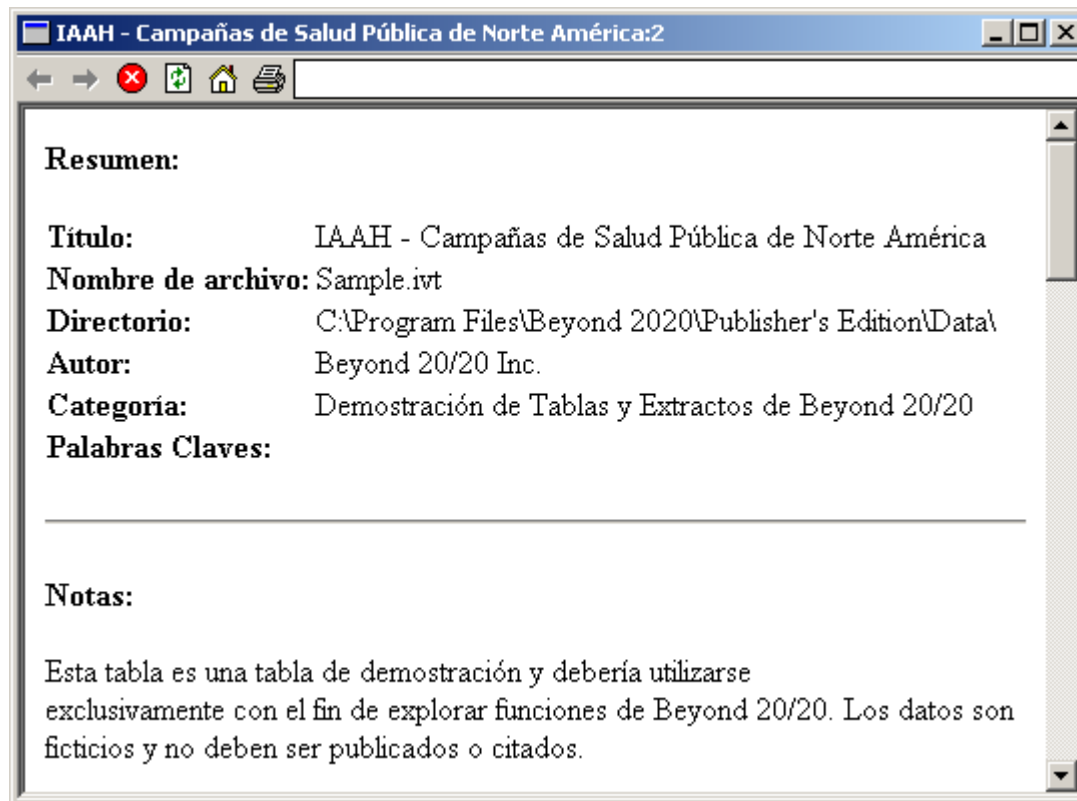 IAAH - Campañas de Salud Pública de Norte América:2
Resumen:
Título: IAAH - Campañas de Salud Pública de Norte América
Nombre de archivo: Sample.ivt
Directorio: C:\Program Files\Beyond 2020\Publisher's Edition\Data\
Autor: Beyond 20/20 Inc.
Categoría: Demostración de Tablas y Extractos de Beyond 20/20
Palabras Claves:
Notas:
Esta tabla es una tabla de demostración y debería utilizarse
exclusivamente con el fin de explorar funciones de Beyond 20/20. Los datos son
ficticios y no deben ser publicados o citados.